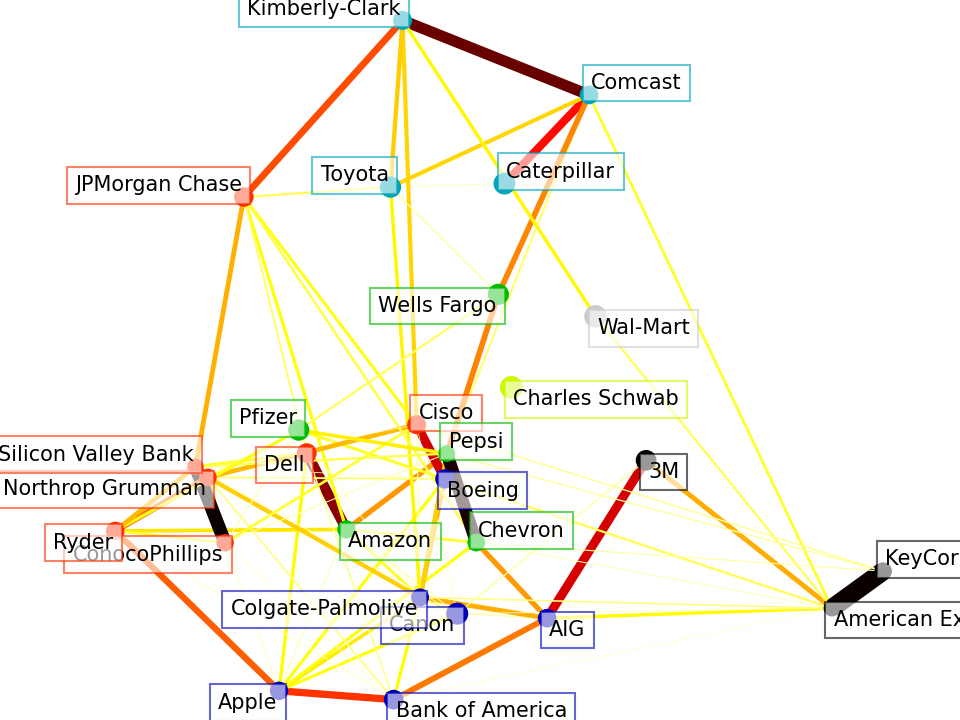 Kimberly-Clark
Comcast
Toyota
Caterpillar
JPMorgan Chase
Wells Fargo
Wal-Mart
Charles Schwab
Pfizer
Cisco
Pepsi
Silicon Valley Bank
Dell
3M
Northrop Grumman
Boeing
Chevron
Ryder
Amazon
ConocoPhillips
KeyCor
Colgate-Palmolive
Canon
AIG
American Ex
Apple
Bank of America